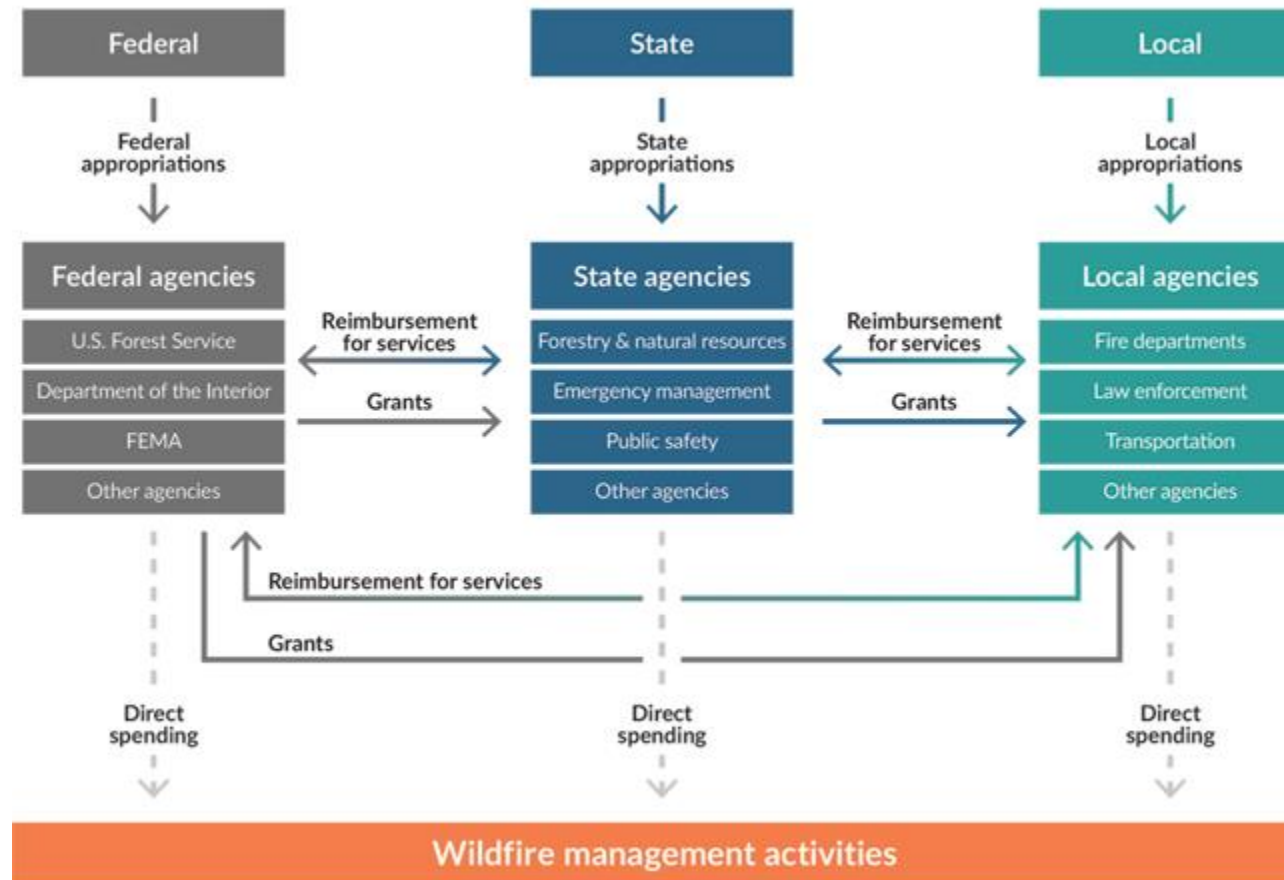 Federal
State
Local
Federal
appropriations
State
appropriations
Local
appropriations
Federal agencies
U.S. Forest Service
Department of the Interior
FEMA
Other agencies
Reimbursement
for services
Grants
State agencies
Forestry & natural resources
Emergency management
Public safety
Other agencies
Reimbursement
for services
Grants
Local agencies
Fire departments
Law enforcement
Transportation
Other agencies
Reimbursement for services
Grants
Direct
spending
Direct
spending
Direct
spending
Wildfire management activities